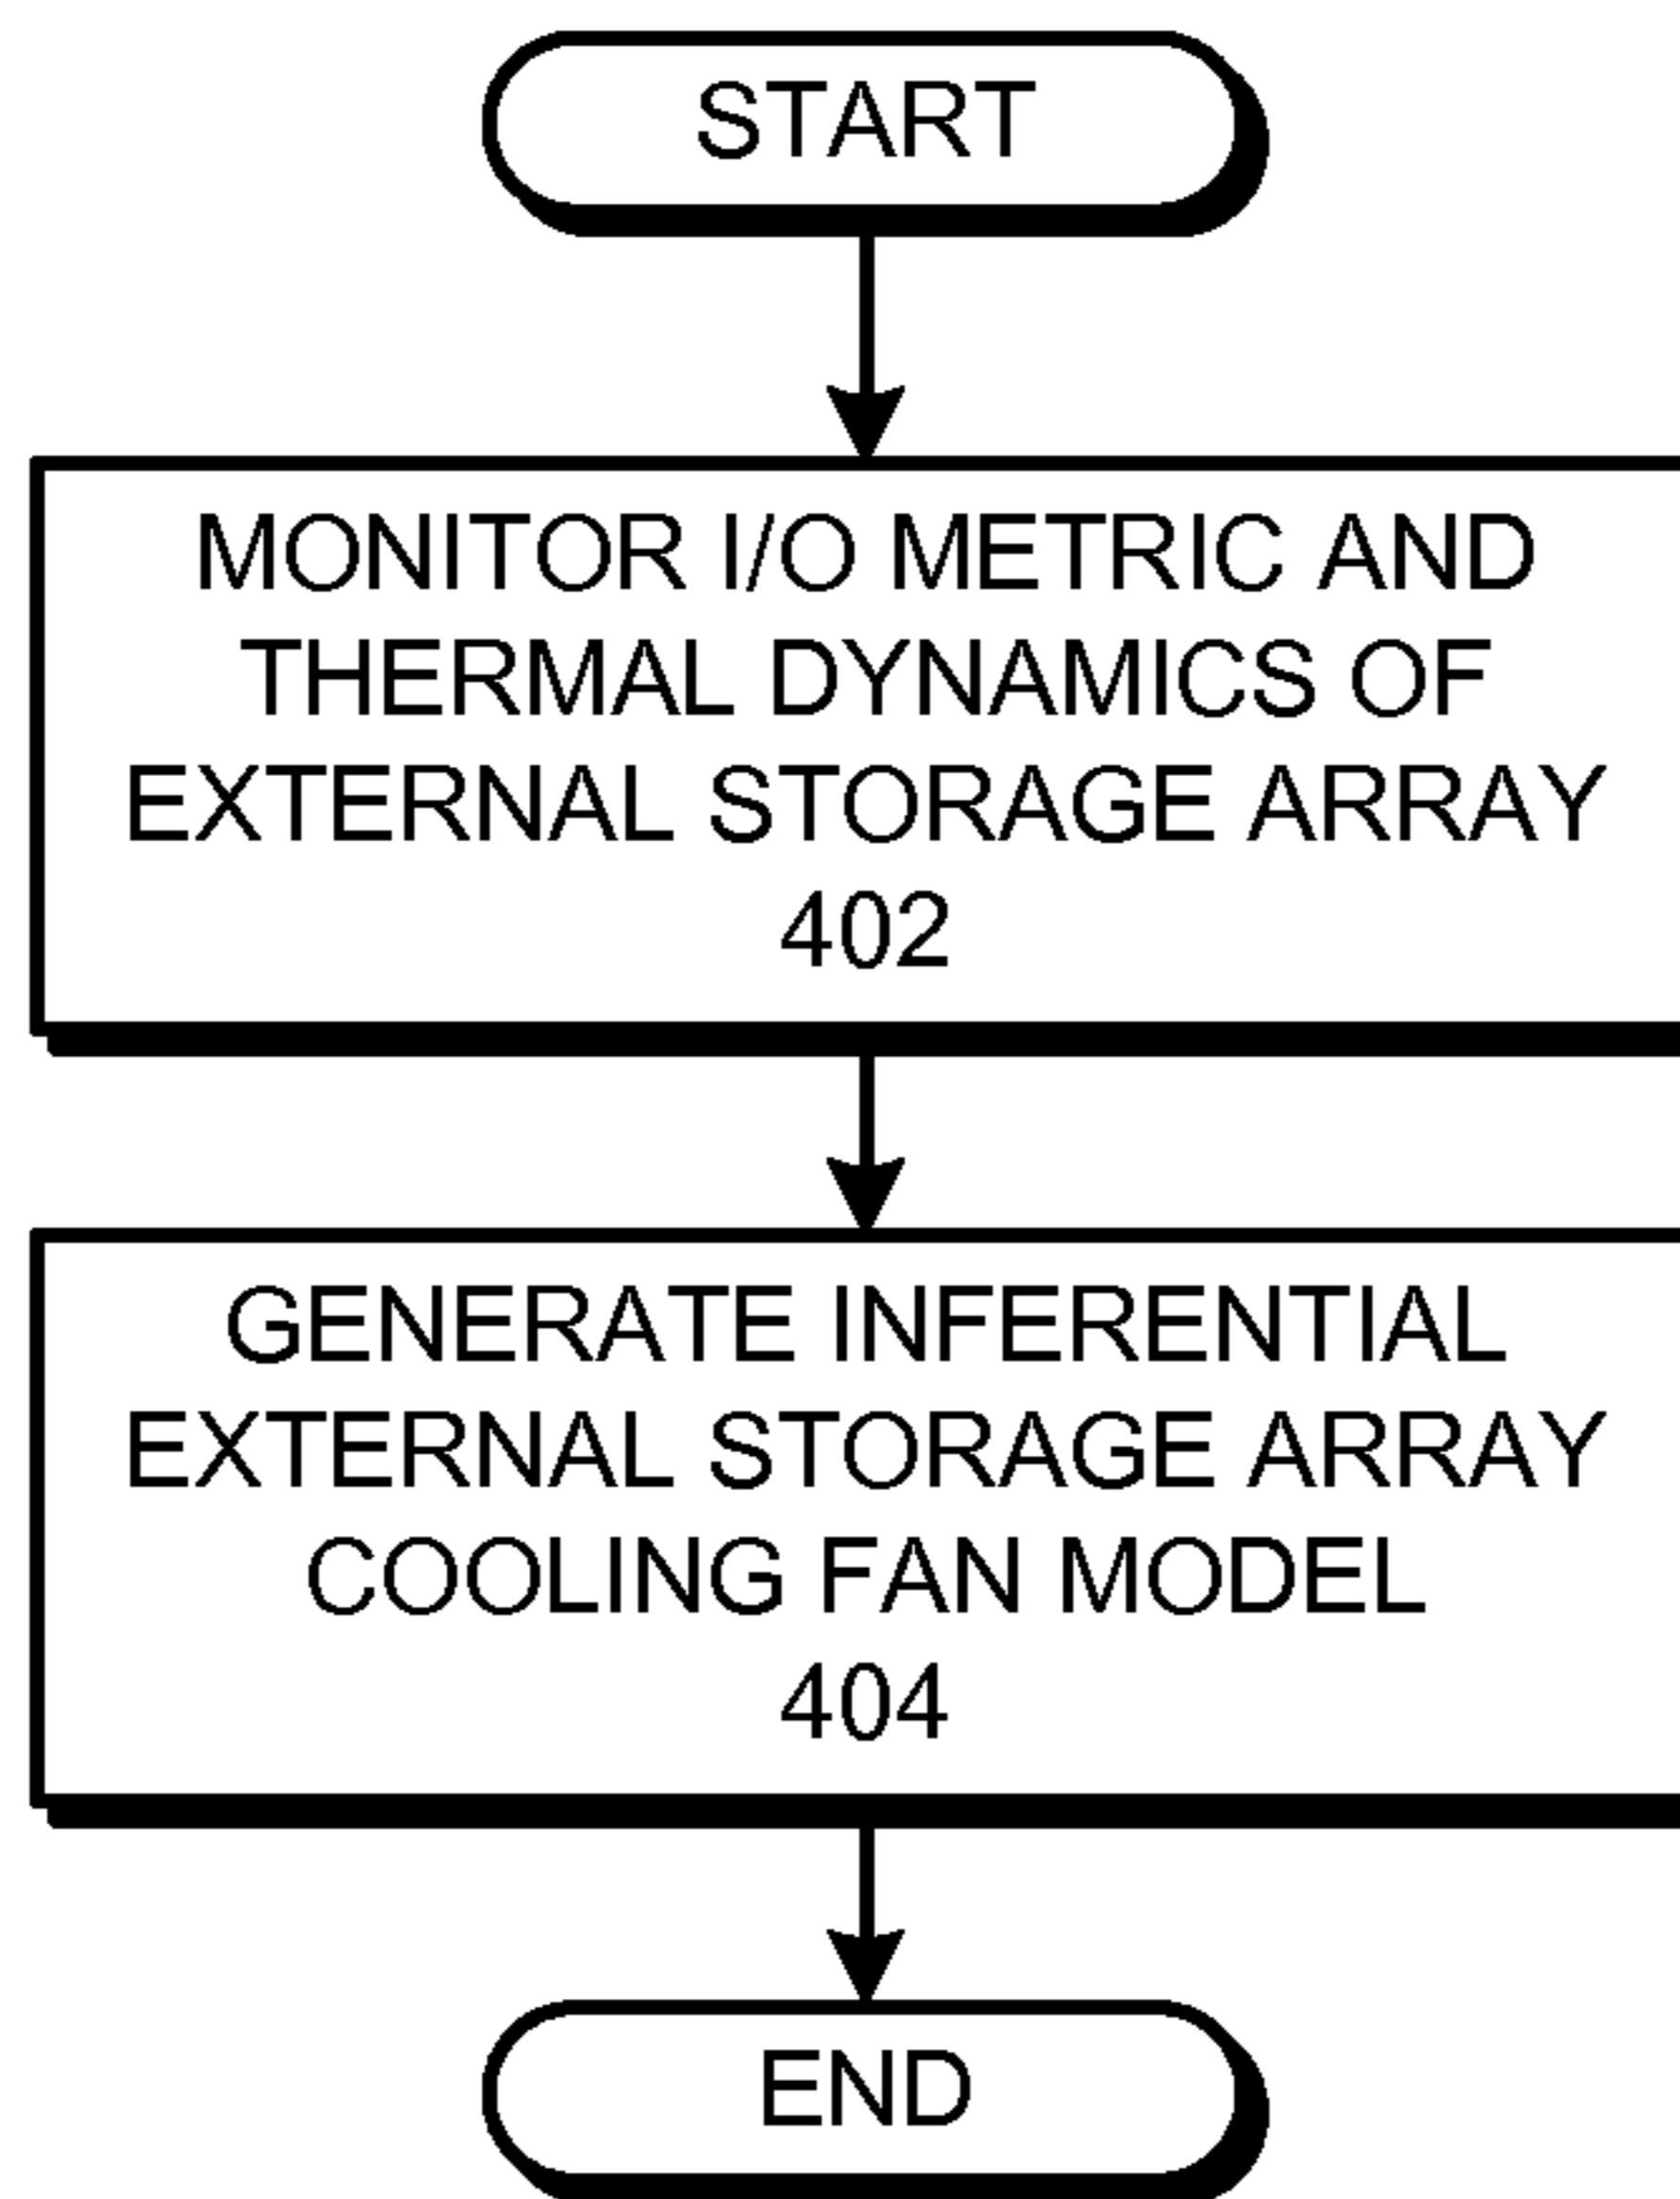 START
MONITOR I/O METRIC AND
THERMAL DYNAMICS OF
EXTERNAL STORAGE ARRAY
402
GENERATE INFERENTIAL
EXTERNAL STORAGE ARRAY
COOLING FAN MODEL
404
END